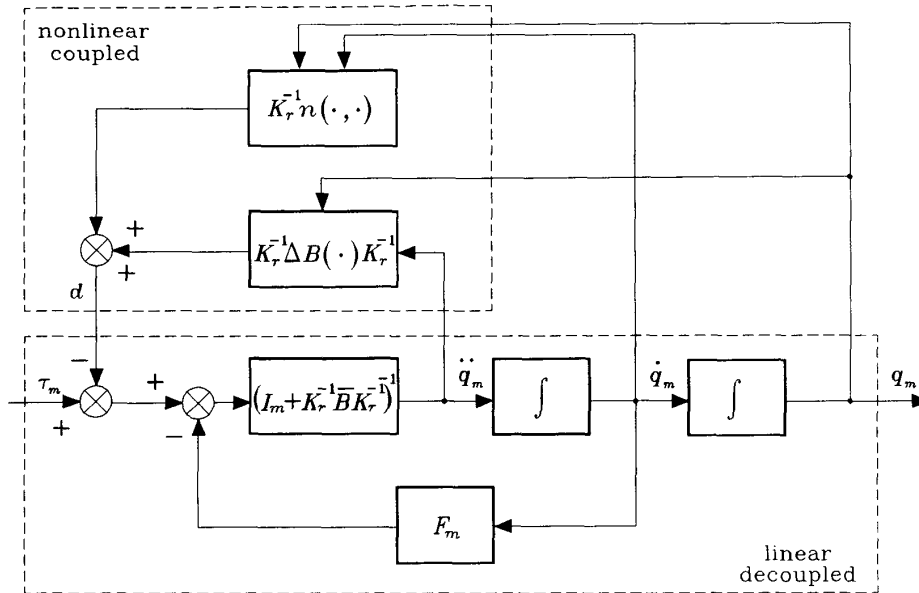 nonlinear
coupled
K_r^{-1} n(·,·)
+
K_r^{-1} ΔB(·) K_r^{-1}
+
d
−
τ_m
+
+
(I_m + K_r^{-1} B̄ K_r^{-1})^{-1}
q̈_m
∫
q̇_m
∫
q_m
−
F_m
linear
decoupled